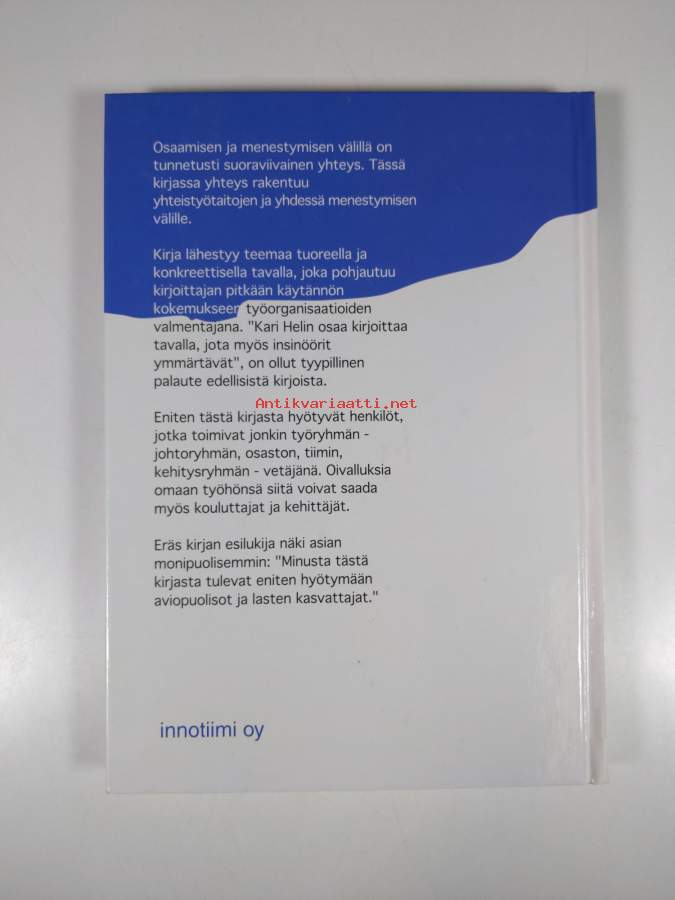 Osaamisen ja menestymisen välillä on
tunnetusti suoraviivainen yhteys. Tässä
kirjassa yhteys rakentuu
yhteistyötaitojen ja yhdessä menestymisen
välille.
Kirja lähestyy teemaa tuoreella ja
konkreettisella tavalla, joka pohjautuu
kirjoittajan pitkään käytännön
kokemukseen työorganisaatioiden
valmentajana. "Kari Helin osaa kirjoittaa
tavalla, jota myös insinöörit
ymmärtävät", on ollut tyypillinen
palaute edellisistä kirjoista.
Antikvariaatti.net
Eniten tästä kirjasta hyötyvät henkilöt,
jotka toimivat jonkin työryhmän -
johtoryhmän, osaston, tiimin,
kehitysryhmän - vetäjänä. Oivalluksia
omaan työhönsä siitä voivat saada
myös kouluttajat ja kehittäjät.
Eräs kirjan esilukija näki asian
monipuolisemmin: "Minusta tästä
kirjasta tulevat eniten hyötymään
aviopuolisot ja lasten kasvattajat."
innotiimi oy